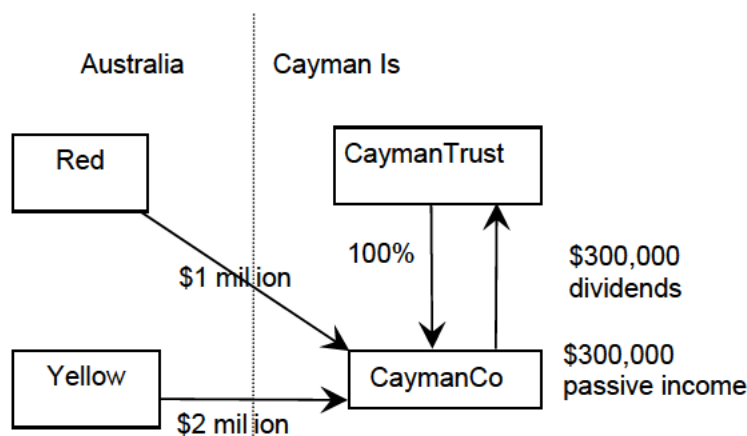 Australia
Cayman Is
Red
CaymanTrust
100%
$300,000
dividends
$1 million
Yellow
CaymanCo
$300,000
passive income
$2 million